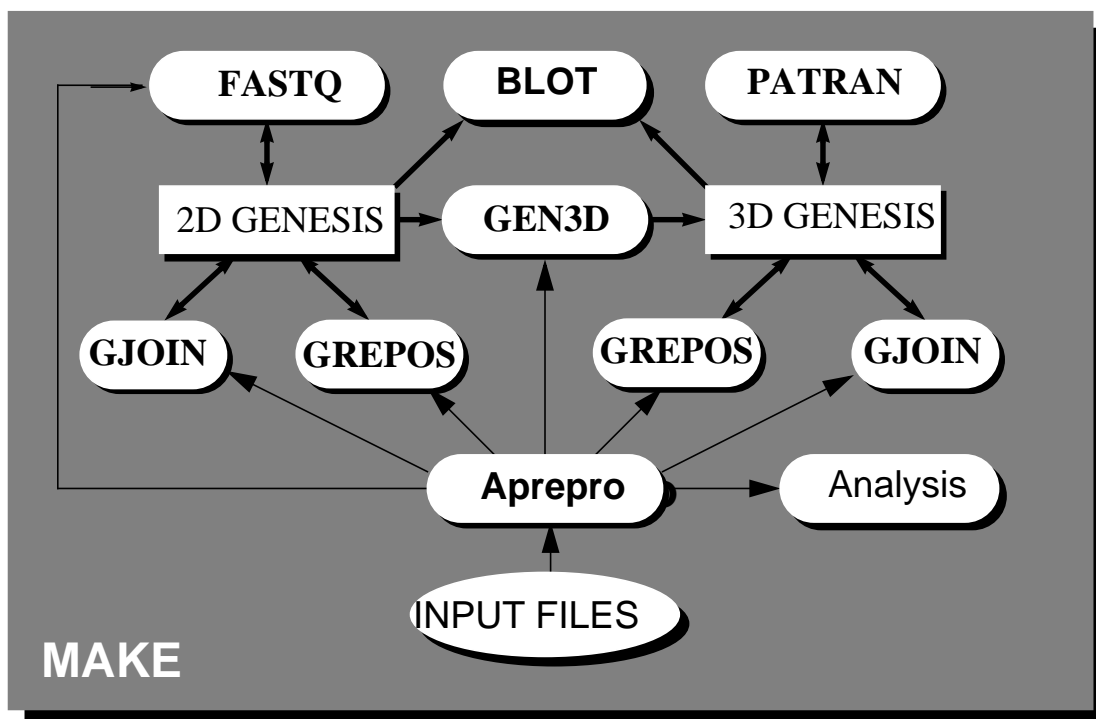 FASTQ
BLOT
PATRAN
2D GENESIS
GEN3D
3D GENESIS
GJOIN
GREPOS
GREPOS
GJOIN
Aprepro
Analysis
INPUT FILES
MAKE